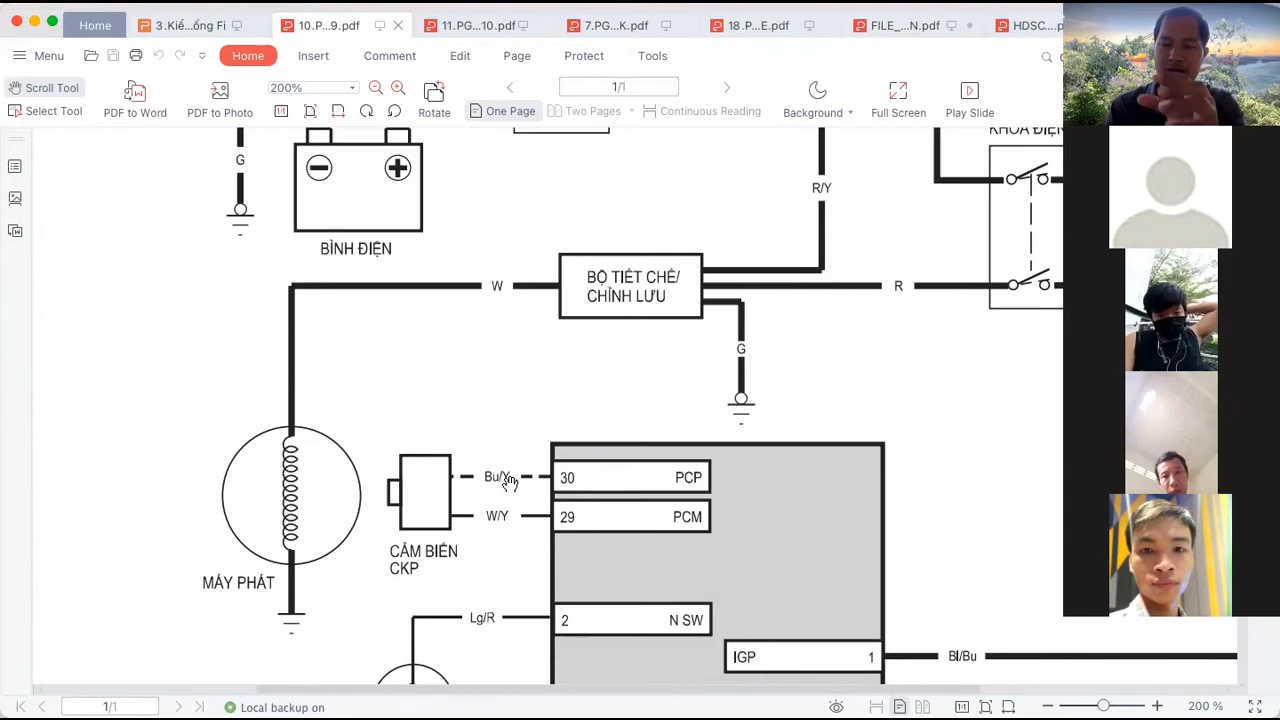 Home
3.Kiể...ống Fi
10.P...9.pdf
11.PG...10.pdf
7.PG...K.pdf
18.P...E.pdf
FILE_...N.pdf
HDSC....
Menu
Home
Insert
Comment
Edit
Page
Protect
Tools
Scroll Tool
Select Tool
PDF to Word
PDF to Photo
200%
Rotate
1/1
One Page
Two Pages
Continuous Reading
Background
Full Screen
Play Slide
G
BÌNH ĐIỆN
R/Y
KHÓA ĐIỆN
W
BỘ TIẾT CHẾ/
CHỈNH LƯU
R
G
MÁY PHÁT
CẢM BIẾN
CKP
Bu/Y
30 PCP
W/Y
29 PCM
Lg/R
2 N SW
IGP 1
Bl/Bu
1/1
Local backup on
200 %